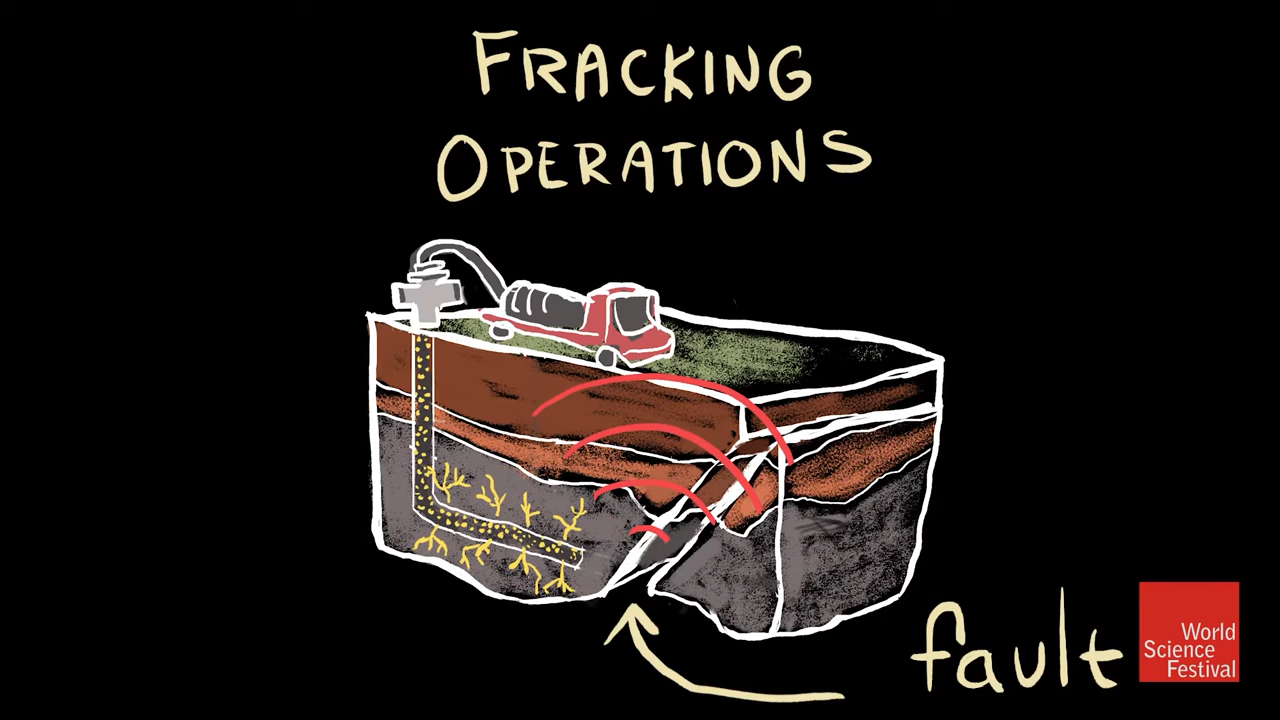 FRACKING
OPERATIONS
fault
World
Science
Festival